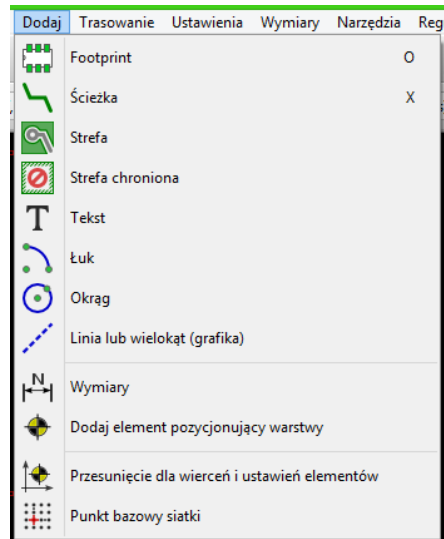 Dodaj Trasowanie Ustawienia Wymiary Narzędzia Reg
Footprint O
Ścieżka X
Strefa
Strefa chroniona
Tekst
Łuk
Okrąg
Linia lub wielokąt (grafika)
N Wymiary
Dodaj element pozycjonujący warstwy
Przesunięcie dla wierceń i ustawień elementów
Punkt bazowy siatki